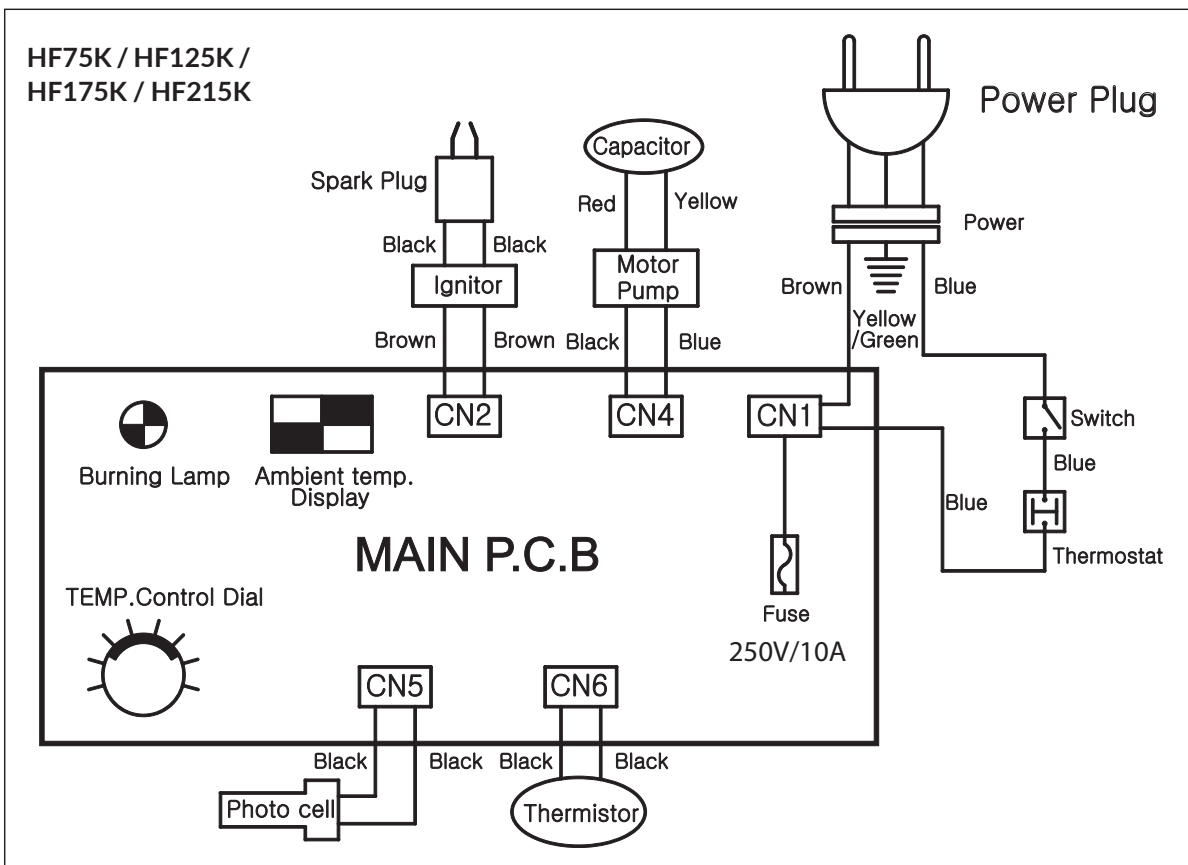 HF75K / HF125K /
HF175K / HF215K
Power Plug
Capacitor
Spark Plug
Red
Yellow
Power
Black
Black
Motor
Pump
Ignitor
Brown
Blue
Yellow
/Green
Brown
Brown
Black
Blue
CN2
CN4
CN1
Switch
Burning Lamp
Ambient temp.
Display
Blue
Blue
MAIN P.C.B
Thermostat
TEMP.Control Dial
Fuse
250V/10A
CN5
CN6
Black
Black
Black
Black
Photo cell
Thermistor